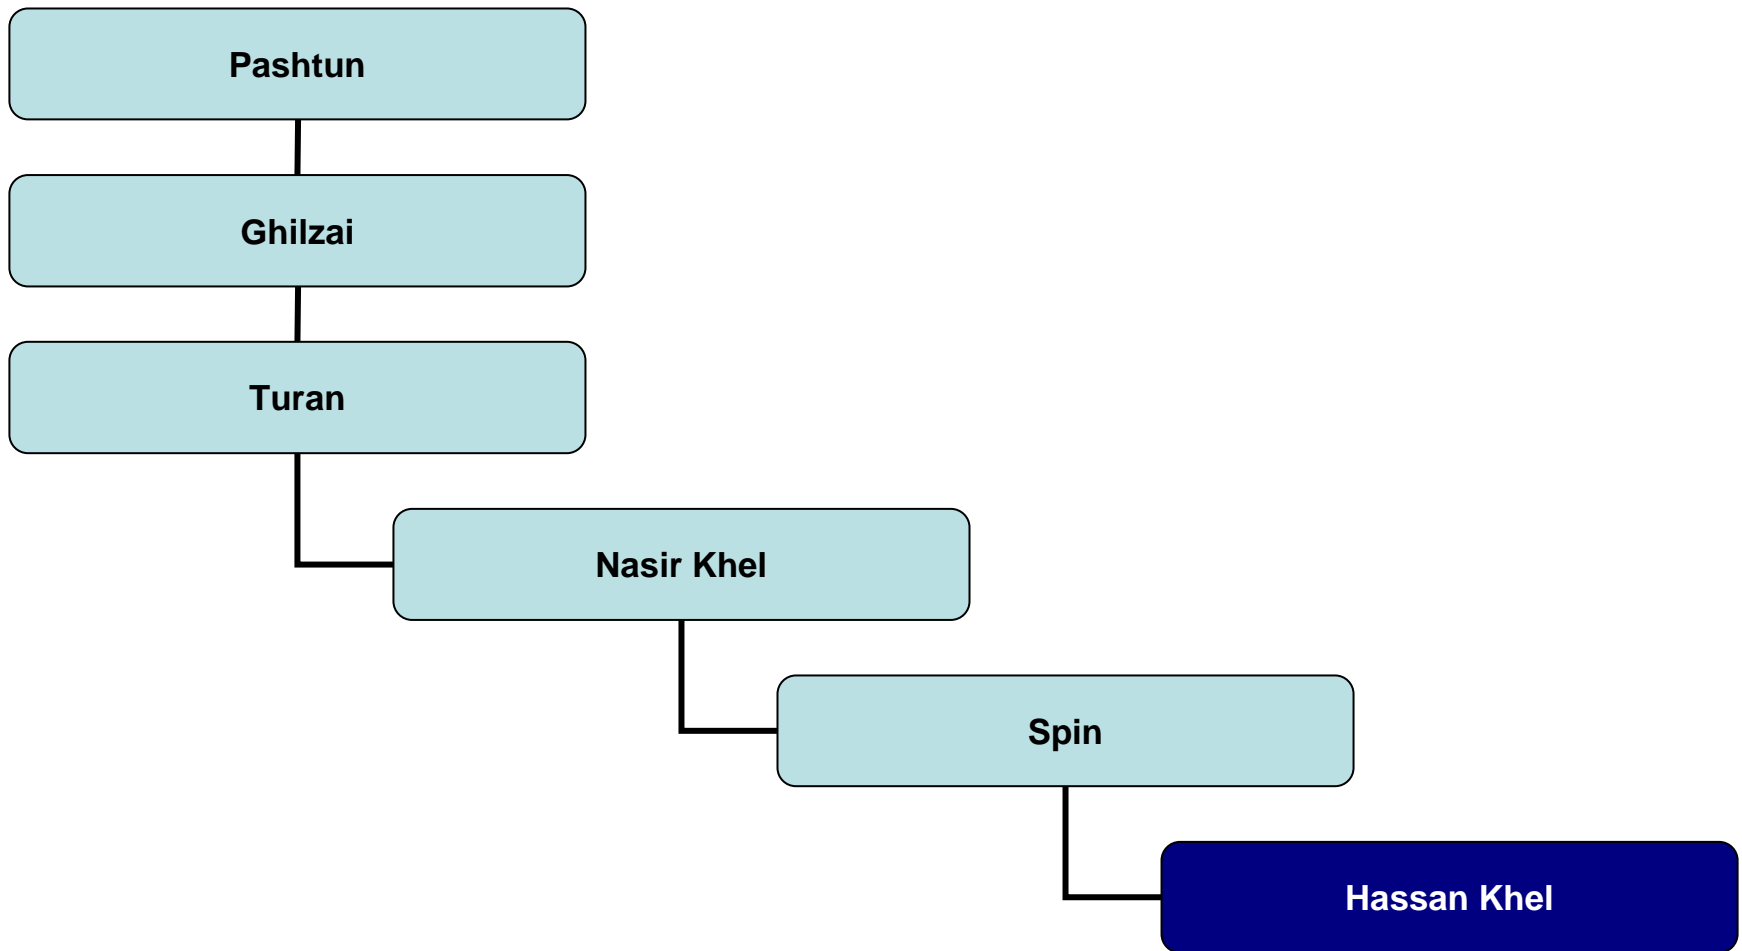 Pashtun
Ghilzai
Turan
Nasir Khel
Spin
Hassan Khel